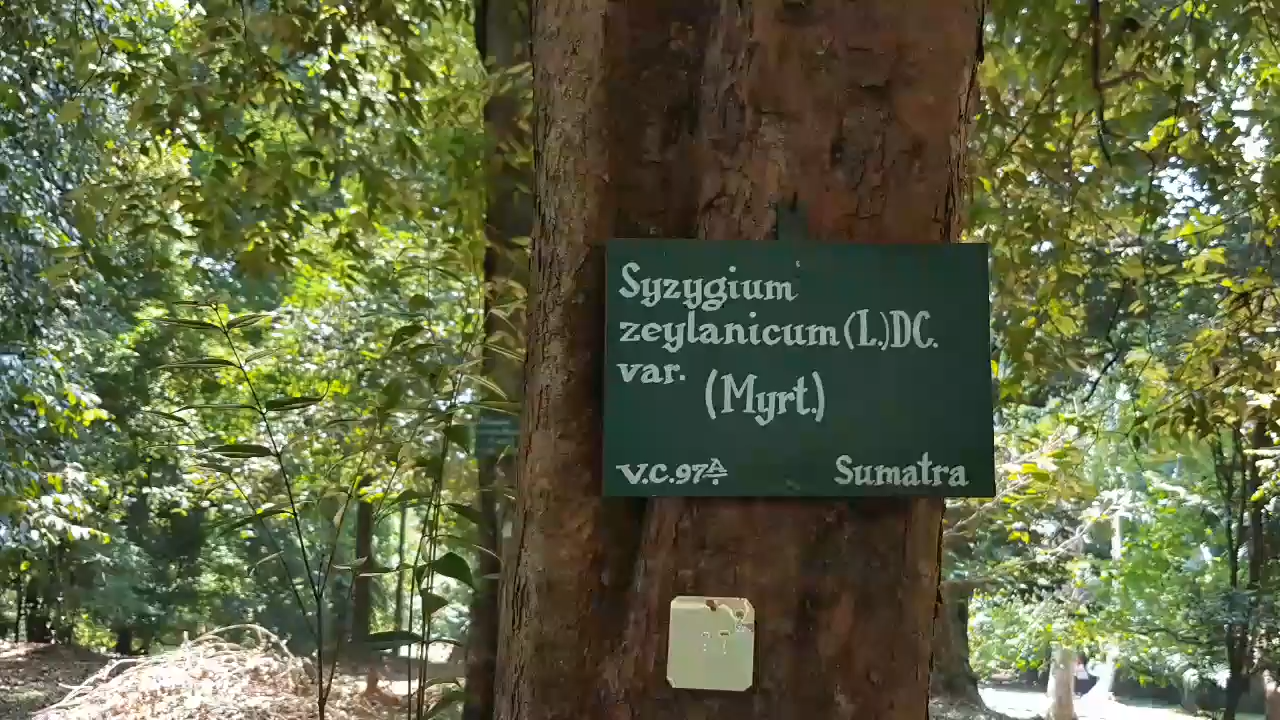 Syzygium
zeylanicum (L.) DC.
var.
(Myrt.)
V.C.97A
Sumatra